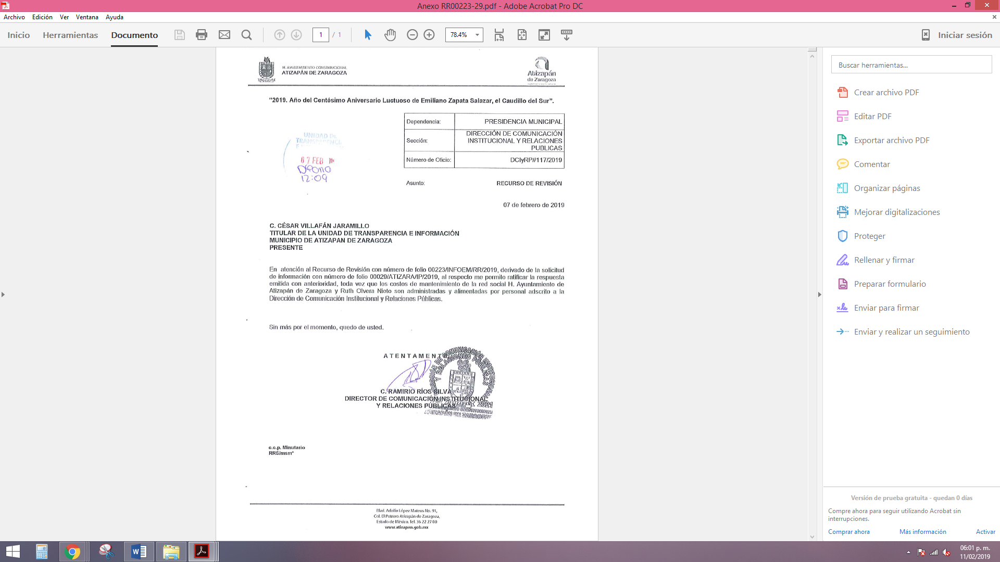 Anexo RR00223-29.pdf - Adobe Acrobat Pro DC
Archivo Edición Ver Ventana Ayuda
Inicio Herramientas Documento 1 / 1 78.4% Iniciar sesión
H. AYUNTAMIENTO CONSTITUCIONAL
ATIZAPÁN DE ZARAGOZA
Atizapán
de Zaragoza
"2019. Año del Centésimo Aniversario Luctuoso de Emiliano Zapata Salazar, el Caudillo del Sur".
Dependencia: PRESIDENCIA MUNICIPAL
Sección: DIRECCIÓN DE COMUNICACIÓN
INSTITUCIONAL Y RELACIONES
PUBLICAS
Número de Oficio: DCIyRP//117/2019
UNIDAD DE
TRANSPARENCIA
07 FEB
12:09
Asunto: RECURSO DE REVISIÓN
07 de febrero de 2019
C. CÉSAR VILLAFÁN JARAMILLO
TITULAR DE LA UNIDAD DE TRANSPARENCIA E INFORMACIÓN
MUNICIPIO DE ATIZAPAN DE ZARAGOZA
PRESENTE
En atención al Recurso de Revisión con número de folio 00223/INFOEM/RR/2019, derivado de la solicitud
de información con número de folio 00029/ATIZARA/IP/2019, al respecto me permito ratificar la respuesta
emitida con anterioridad, toda vez que los costos de mantenimiento de la red social H. Ayuntamiento de
Atizapán de Zaragoza y Ruth Olvera Nieto son administradas y alimentadas por personal adscrito a la
Dirección de Comunicación Institucional y Relaciones Públicas.
Sin más por el momento, quedo de usted.
ATENTAMENTE
C. RAMIRIO RÍOS SILVA
DIRECTOR DE COMUNICACIÓN INSTITUCIONAL
Y RELACIONES PÚBLICAS
DIRECCIÓN DE COMUNICACIÓN INSTITUCIONAL
Y RELACIONES PÚBLICAS
2021
ATIZAPÁN DE ZARAGOZA
c.c.p. Minutario
RRS/msm*
Blvd. Adolfo López Mateos No. 91,
Col. El Potrero Atizapán de Zaragoza,
Estado de México. Tel. 36 22 27 00
www.atizapan.gob.mx
Buscar herramientas...
Crear archivo PDF
Editar PDF
Exportar archivo PDF
Comentar
Organizar páginas
Mejorar digitalizaciones
Proteger
Rellenar y firmar
Preparar formulario
Enviar para firmar
Enviar y realizar un seguimiento
Versión de prueba gratuita - quedan 0 días
Compre ahora para seguir utilizando Acrobat sin
interrupciones.
Comprar ahora Más información Activar
06:01 p. m.
11/02/2019